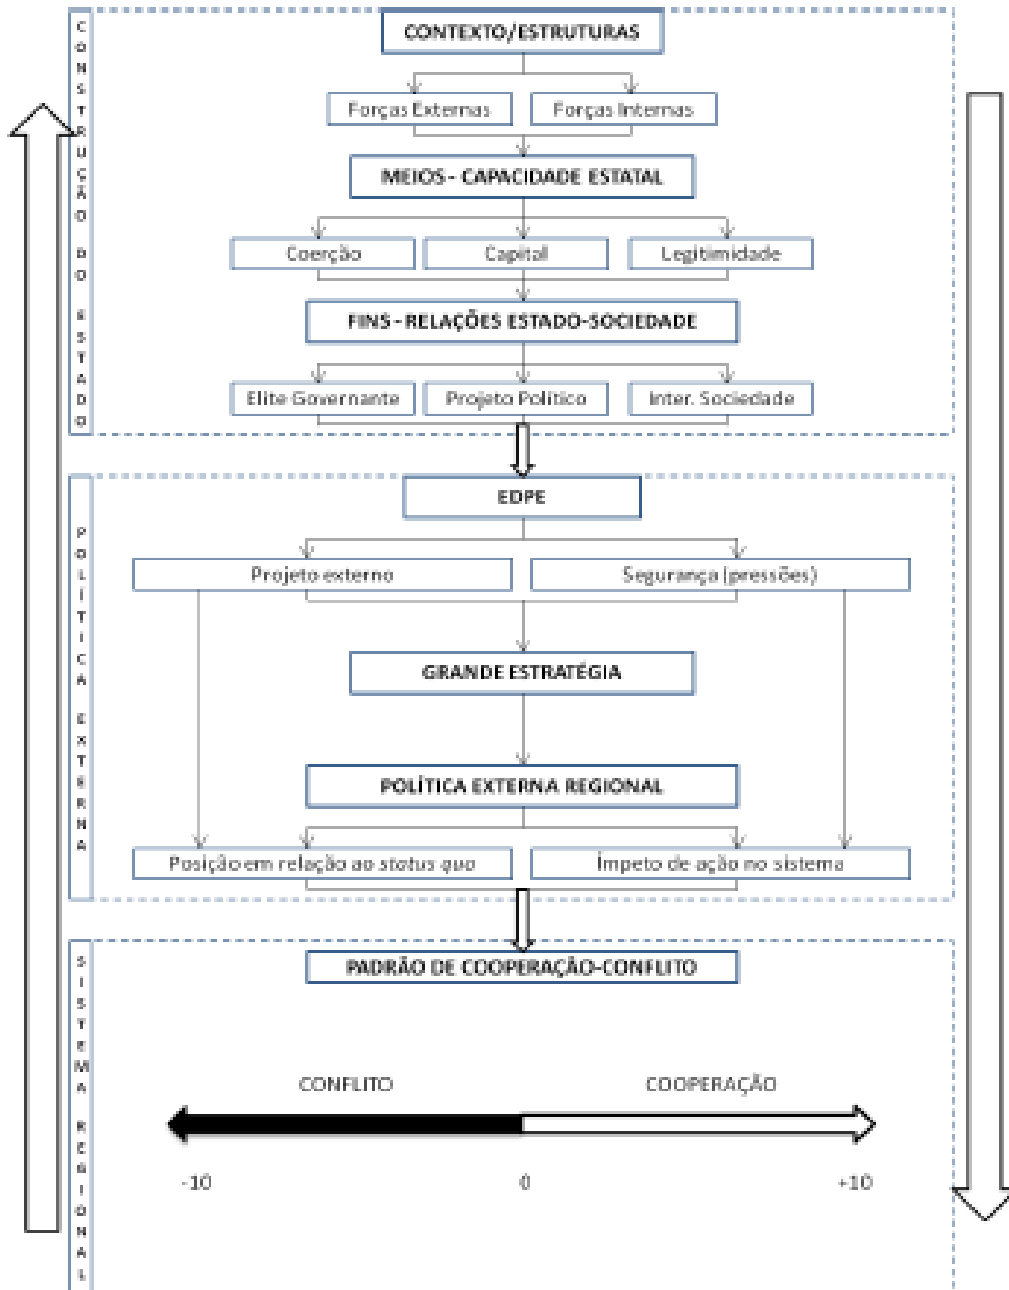 CONSTRUÇÃO DO ESTADO
CONTEXTO/ESTRUTURAS
Forças Externas
Forças Internas
MEIOS - CAPACIDADE ESTATAL
Coerção
Capital
Legitimidade
FINS - RELAÇÕES ESTADO-SOCIEDADE
Elite Governante
Projeto Político
Inter. Sociedade
POLÍTICA EXTERNA
EDPE
Projeto externo
Segurança (pressões)
GRANDE ESTRATÉGIA
POLÍTICA EXTERNA REGIONAL
Posição em relação ao status quo
Ímpeto de ação no sistema
SISTEMA REGIONAL
PADRÃO DE COOPERAÇÃO-CONFLITO
CONFLITO
COOPERAÇÃO
-10
0
+10